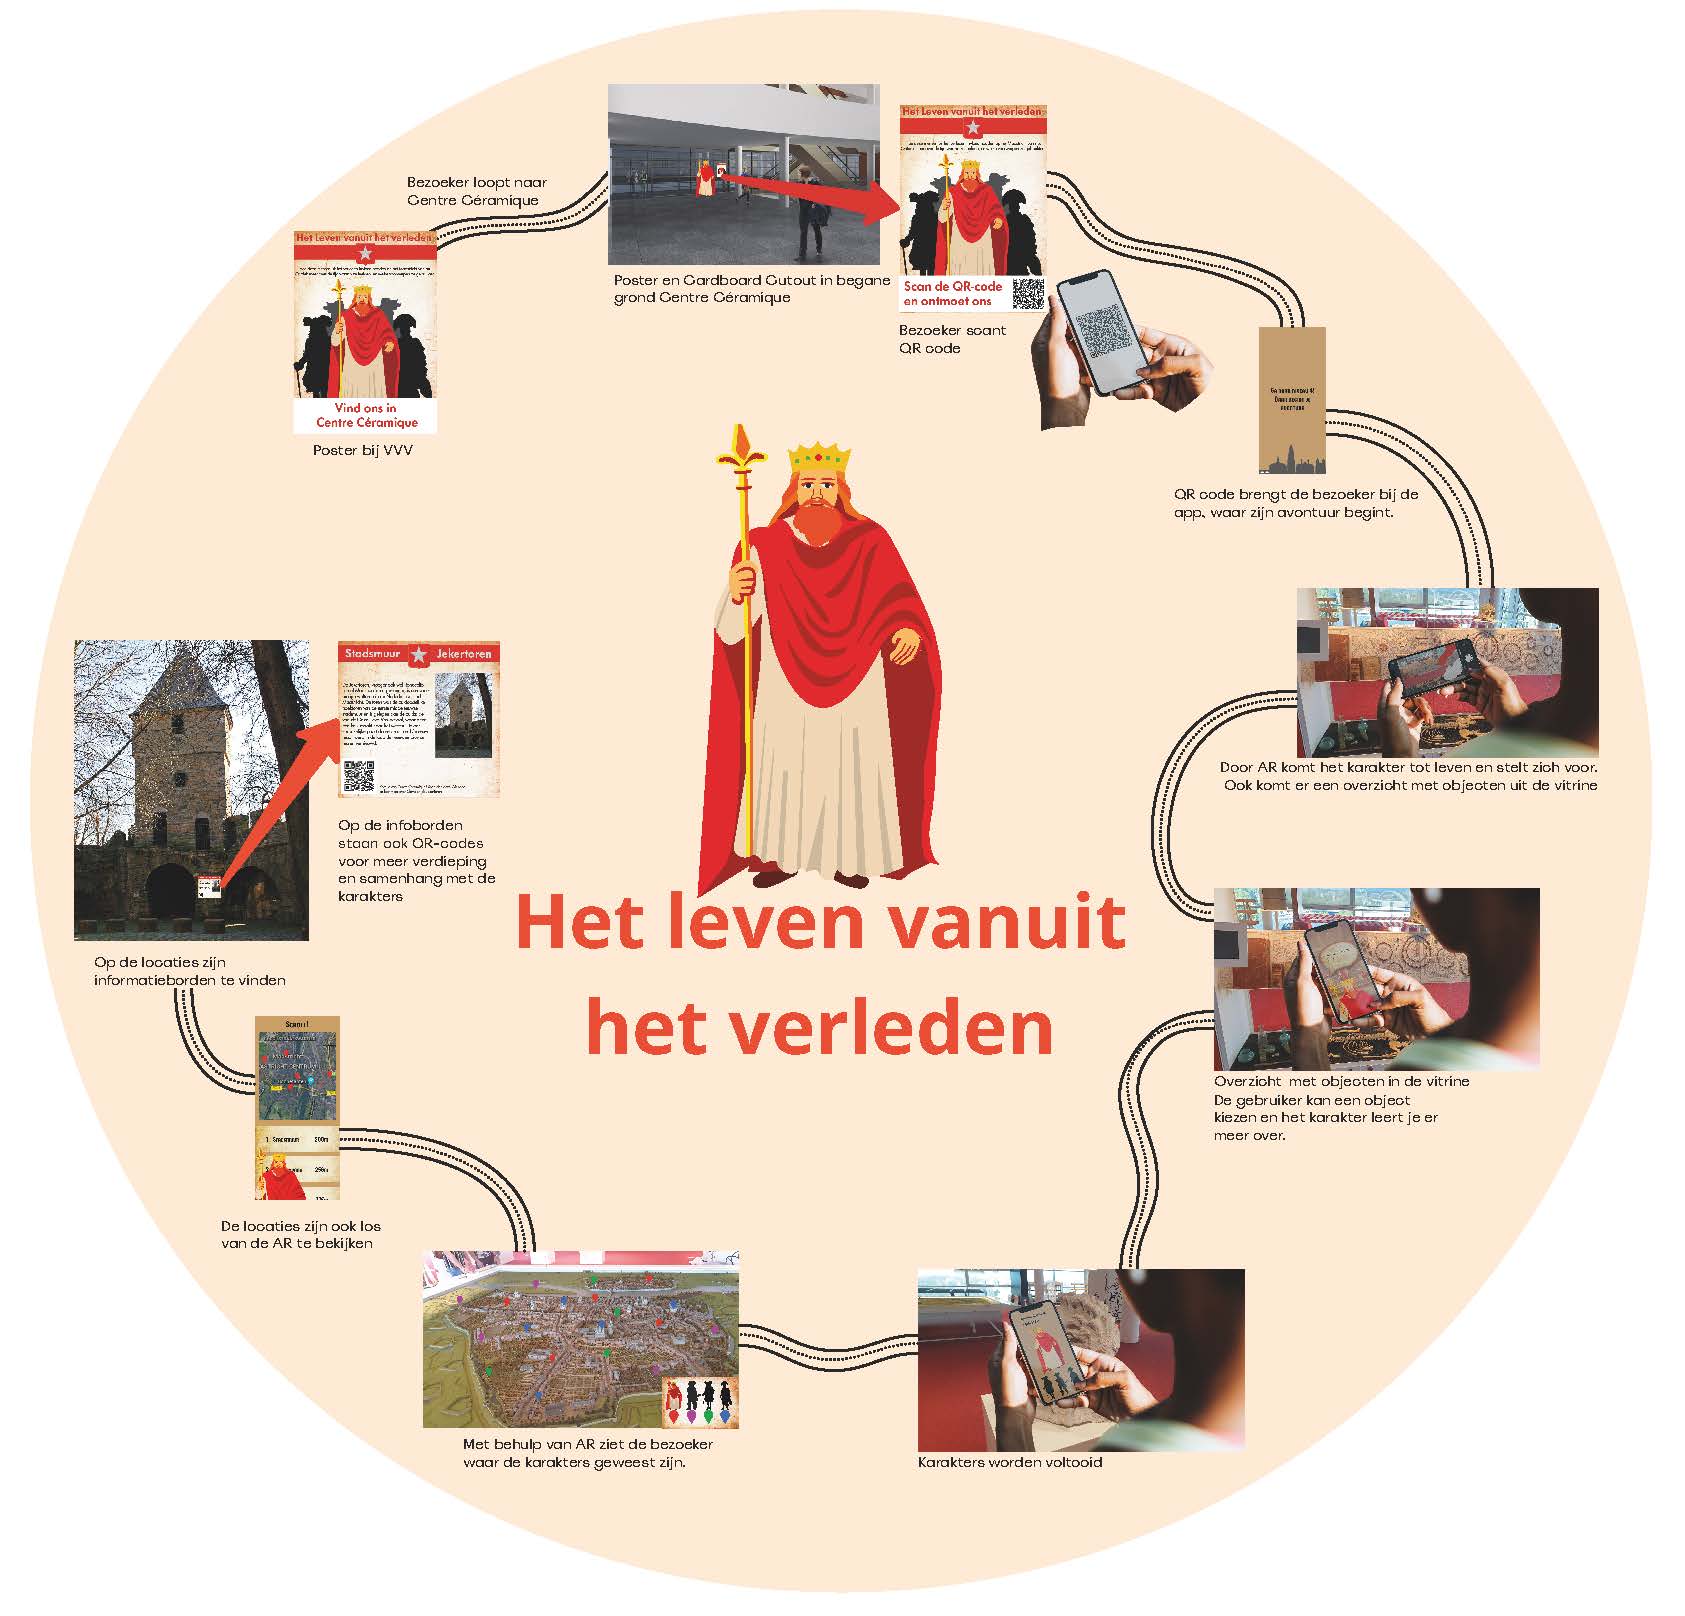 Bezoeker loopt naar
Centre Céramique
Het Leven vanuit het verleden
Vind ons in
Centre Céramique
Poster bij VVV
Poster en Cardboard Cutout in begane
grond Centre Céramique
Het Leven vanuit het verleden
Scan de QR-code
en ontmoet ons
Bezoeker scant
QR code
QR code brengt de bezoeker bij de
app, waar zijn avontuur begint.
Door AR komt het karakter tot leven en stelt zich voor.
Ook komt er een overzicht met objecten uit de vitrine
Overzicht met objecten in de vitrine
De gebruiker kan een object
kiezen en het karakter leert je er
meer over.
Karakters worden voltooid
Met behulp van AR ziet de bezoeker
waar de karakters geweest zijn.
1. Stadsmuur 200m
De locaties zijn ook los
van de AR te bekijken
Op de locaties zijn
informatieborden te vinden
Stadsmuur Jekertoren
Op de infoborden
staan ook QR-codes
voor meer verdieping
en samenhang met de
karakters
Het leven vanuit
het verleden